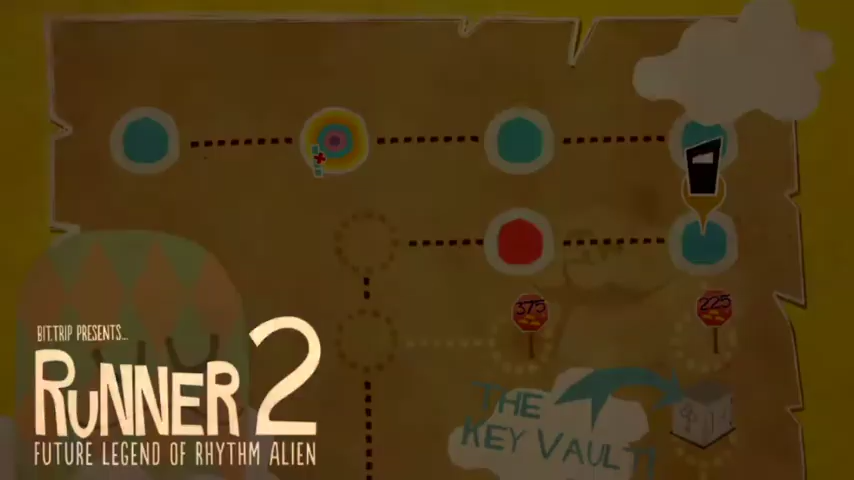 375
225
BIT.TRIP PRESENTS...
RUNNER 2
FUTURE LEGEND OF RHYTHM ALIEN
THE
KEY VAULT!